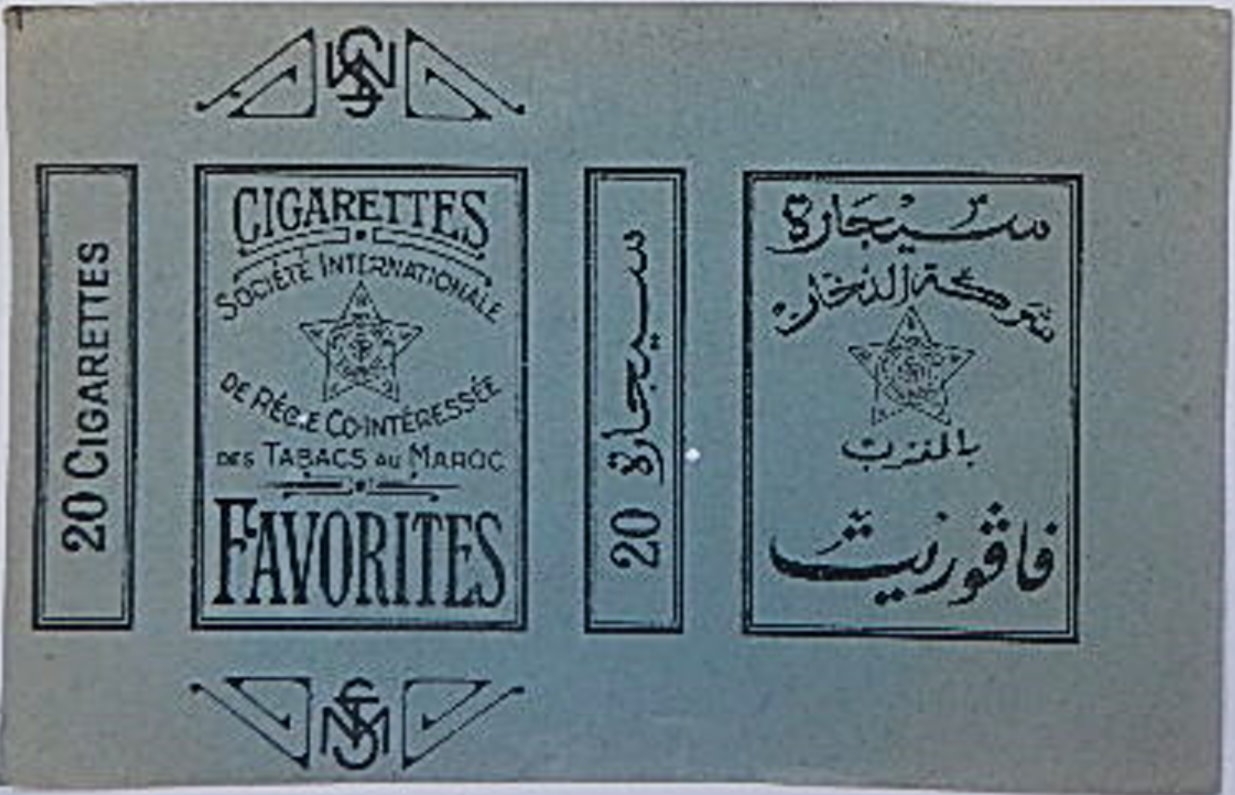 20 CIGARETTES
CIGARETTES
SOCIÉTÉ INTERNATIONALE
DE RÉGIE CO-INTÉRESSÉE
DES TABACS AU MAROC
FAVORITES
20 سيجارة
سيجارة
شركة الدخان
بالمغرب
فاڤوريت